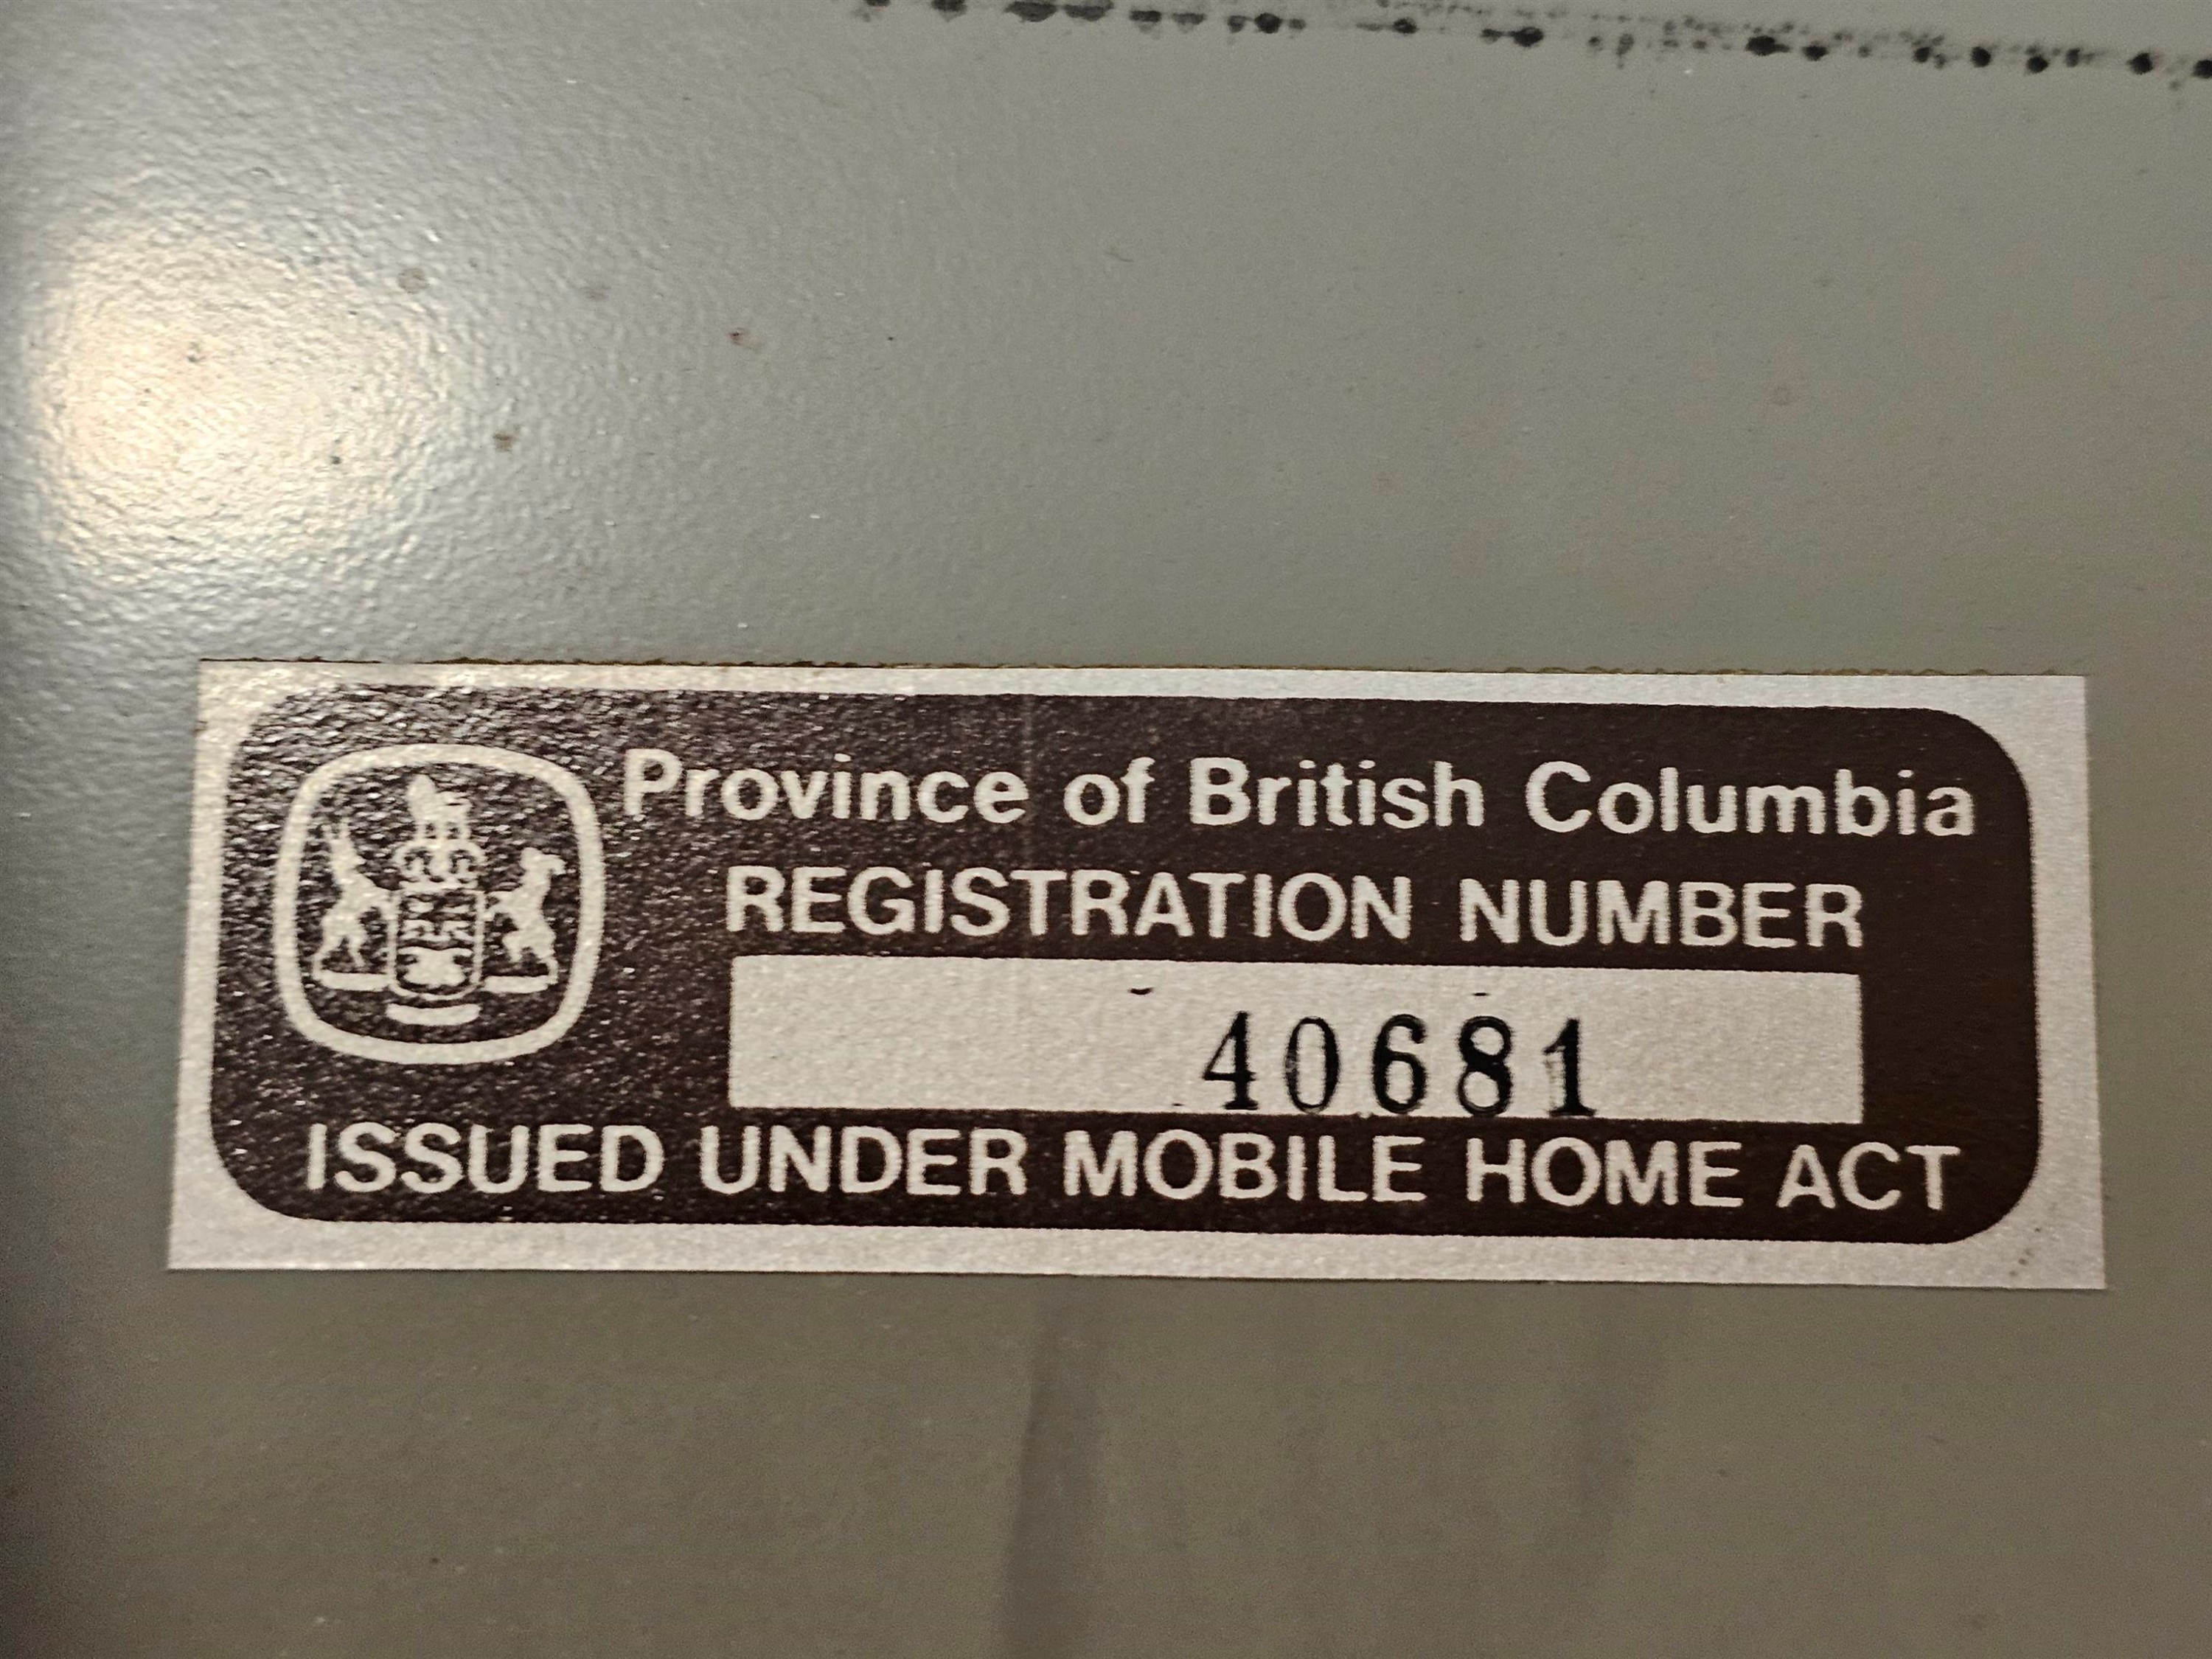 Province of British Columbia
REGISTRATION NUMBER
40681
ISSUED UNDER MOBILE HOME ACT